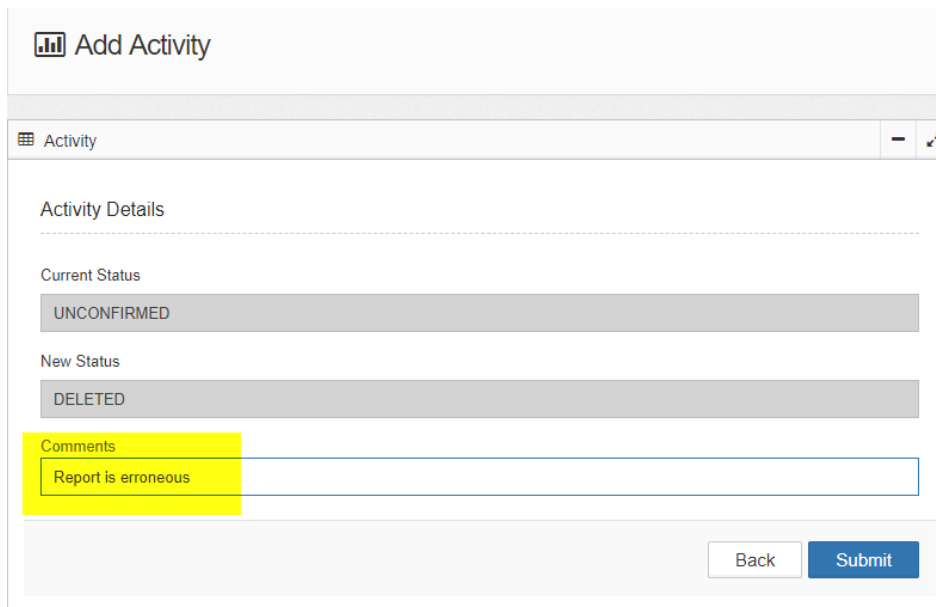 Add Activity
Activity
Activity Details
Current Status
UNCONFIRMED
New Status
DELETED
Comments
Report is erroneous
Back Submit